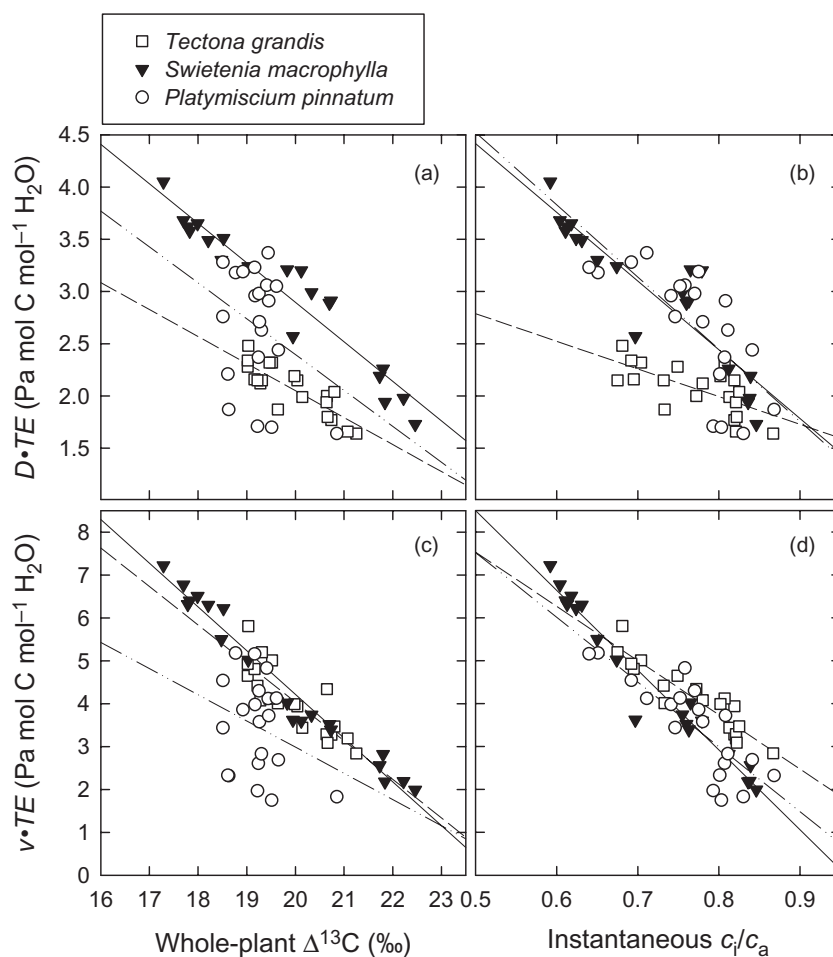 Tectona grandis
Swietenia macrophylla
Platymiscium pinnatum
4.5
4.0
3.5
3.0
2.5
2.0
1.5
D•TE (Pa mol C mol⁻¹ H₂O)
(a)
(b)
8
7
6
5
4
3
2
1
0
v•TE (Pa mol C mol⁻¹ H₂O)
(c)
(d)
16 17 18 19 20 21 22 23
0.5 0.6 0.7 0.8 0.9
Whole-plant Δ¹³C (‰)
Instantaneous cᵢ/cₐ